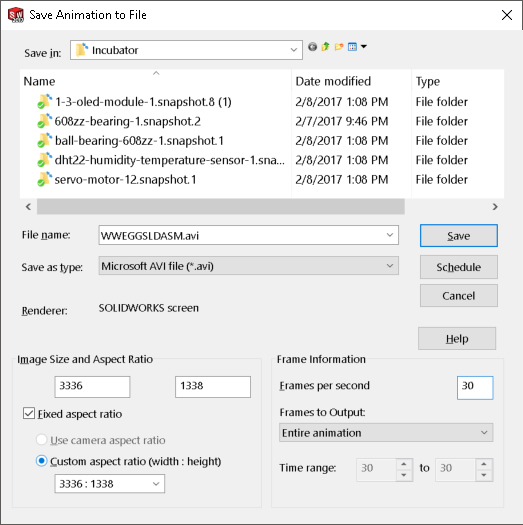 SW
Save Animation to File
Save in: Incubator
Name Date modified Type
1-3-oled-module-1.snapshot.8 (1) 2/8/2017 1:08 PM File folder
608zz-bearing-1.snapshot.2 2/7/2017 9:46 PM File folder
ball-bearing-608zz-1.snapshot.1 2/8/2017 1:08 PM File folder
dht22-humidity-temperature-sensor-1.sna... 2/8/2017 1:08 PM File folder
servo-motor-12.snapshot.1 2/8/2017 1:08 PM File folder
File name: WWEGGSLDASM.avi Save
Save as type: Microsoft AVI file (*.avi) Schedule
Cancel
Renderer: SOLIDWORKS screen
Help
Image Size and Aspect Ratio
3336 1338
Fixed aspect ratio
Use camera aspect ratio
Custom aspect ratio (width : height)
3336 : 1338
Frame Information
Frames per second 30
Frames to Output:
Entire animation
Time range: 30 to 30